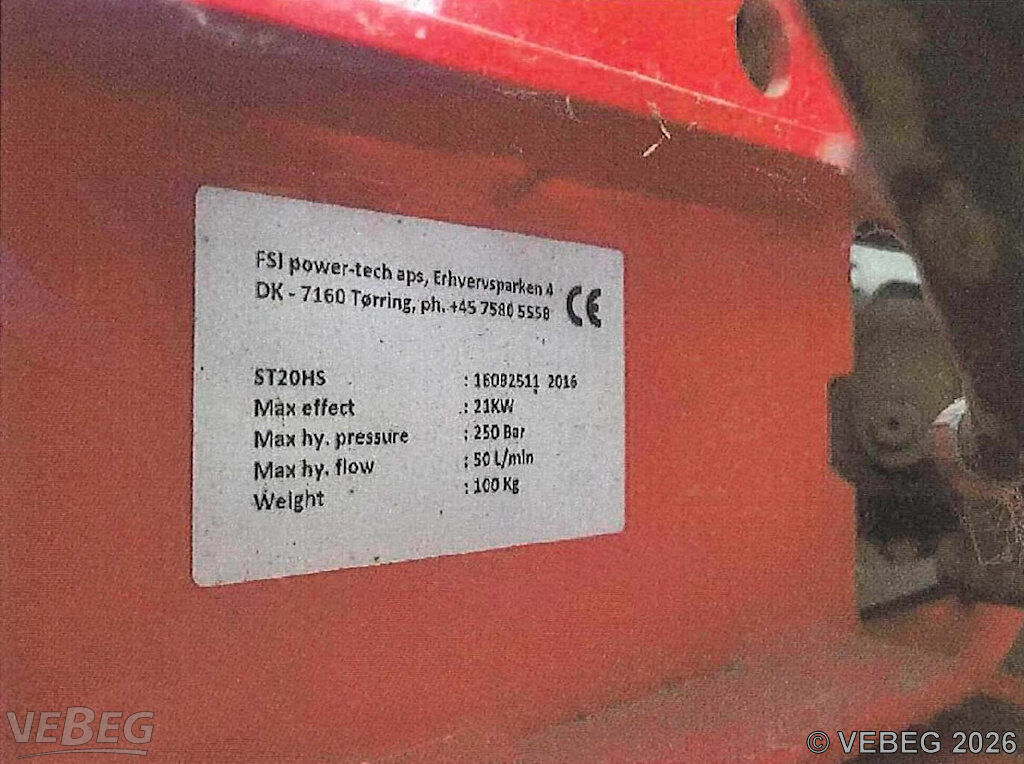 FSI power-tech aps, Erhvervsparken 4
DK - 7160 Tørring, ph. +45 7580 5558
CE
ST20HS : 16082511 2016
Max effect : 21KW
Max hy. pressure : 250 Bar
Max hy. flow : 50 L/min
Weight : 100 Kg
VEBEG
© VEBEG 2026